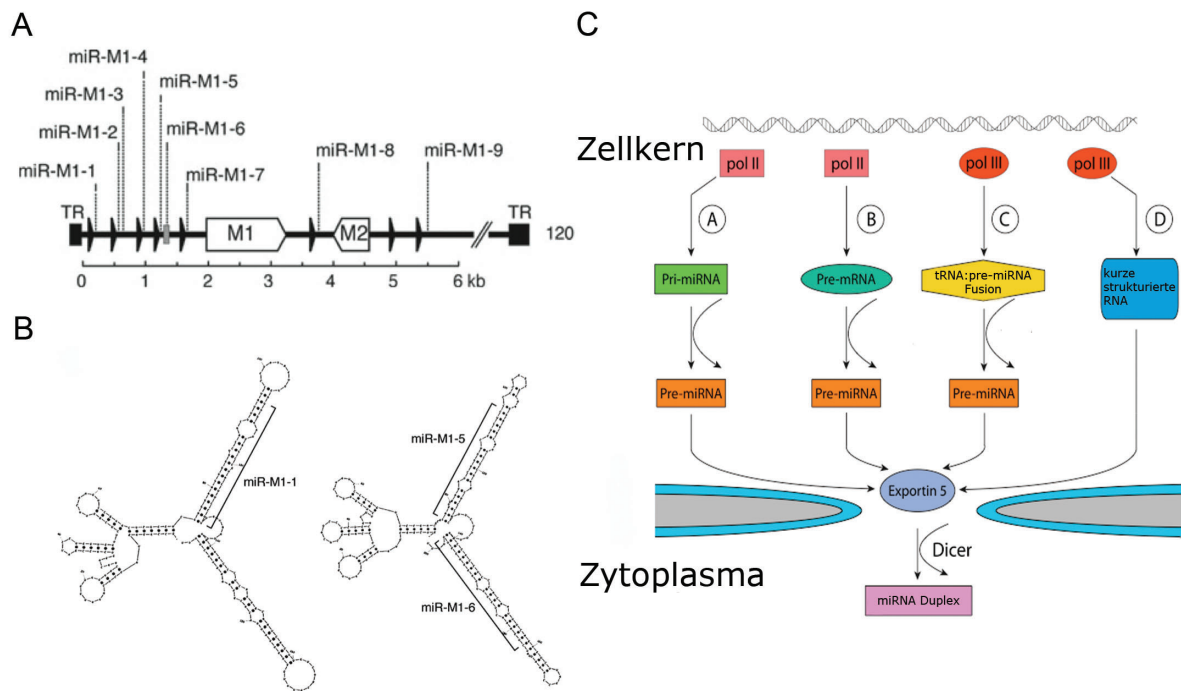 A
miR-M1-4
miR-M1-5
miR-M1-3
miR-M1-2
miR-M1-6
miR-M1-8
miR-M1-9
miR-M1-1
miR-M1-7
TR
TR
M1
M2
120
0
1
2
3
4
5
6 kb
B
miR-M1-1
miR-M1-5
miR-M1-6
C
Zellkern
pol II
pol II
pol III
pol III
A
B
C
D
Pri-miRNA
Pre-mRNA
tRNA:pre-miRNA
Fusion
kurze
strukturierte
RNA
Pre-miRNA
Pre-miRNA
Pre-miRNA
Exportin 5
Dicer
Zytoplasma
miRNA Duplex